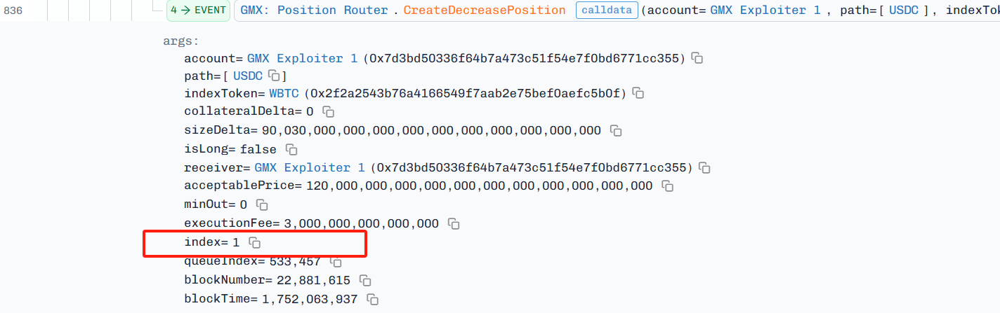 836 4 → EVENT GMX: Position Router . CreateDecreasePosition calldata (account= GMX Exploiter 1 , path=[ USDC ], indexTok
args:
account= GMX Exploiter 1 (0x7d3bd50336f64b7a473c51f54e7f0bd6771cc355)
path=[ USDC ]
indexToken= WBTC (0x2f2a2543b76a4166549f7aab2e75bef0aefc5b0f)
collateralDelta= 0
sizeDelta= 90,030,000,000,000,000,000,000,000,000,000,000
isLong= false
receiver= GMX Exploiter 1 (0x7d3bd50336f64b7a473c51f54e7f0bd6771cc355)
acceptablePrice= 120,000,000,000,000,000,000,000,000,000,000,000
minOut= 0
executionFee= 3,000,000,000,000,000
index= 1
queueIndex= 533,457
blockNumber= 22,881,615
blockTime= 1,752,063,937